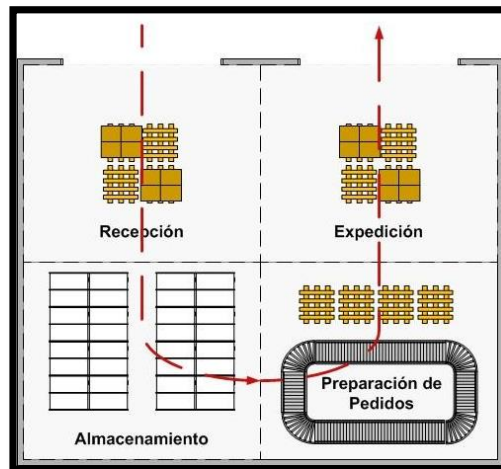 Recepción
Expedición
Almacenamiento
Preparación de
Pedidos